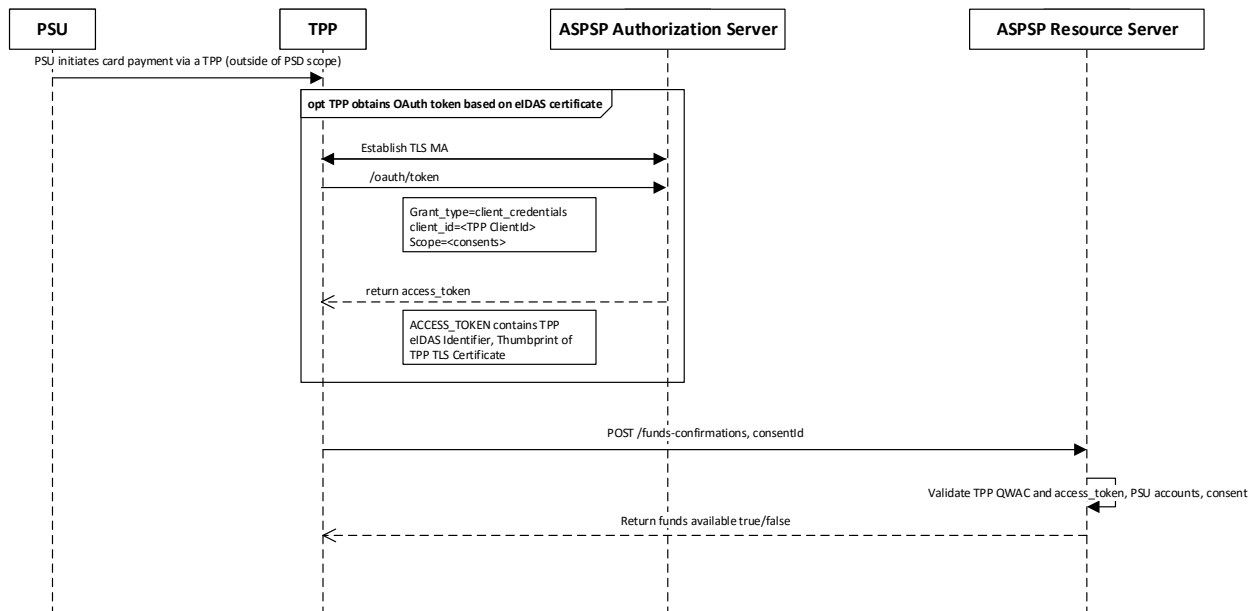 PSU
TPP
ASPSP Authorization Server
ASPSP Resource Server
PSU initiates card payment via a TPP (outside of PSD scope)
opt TPP obtains OAuth token based on eIDAS certificate
Establish TLS MA
/oauth/token
Grant_type=client_credentials
client_id=<TPP ClientId>
Scope=<consents>
return access_token
ACCESS_TOKEN contains TPP
eIDAS Identifier, Thumbprint of
TPP TLS Certificate
POST /funds-confirmations, consentId
Validate TPP QWAC and access_token, PSU accounts, consent
Return funds available true/false